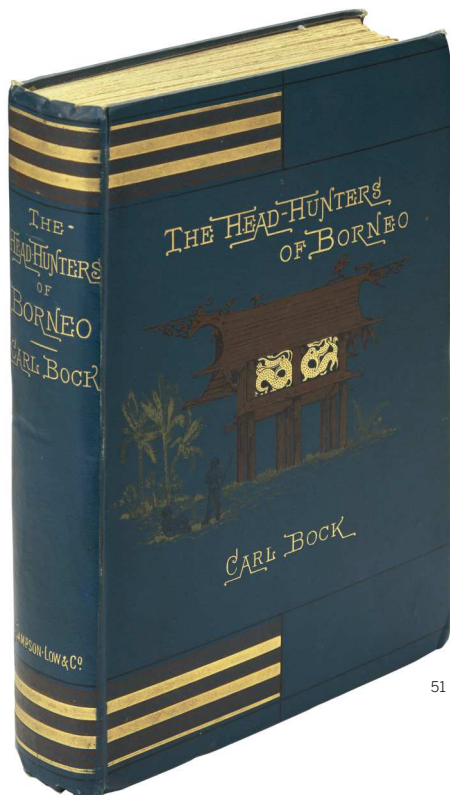 THE-
HEAD-HUNTERS
OF
BORNEO
CARL BOCK
SAMPSON·LOW & Co
THE HEAD-HUNTERS
OF BORNEO
CARL BOCK
51